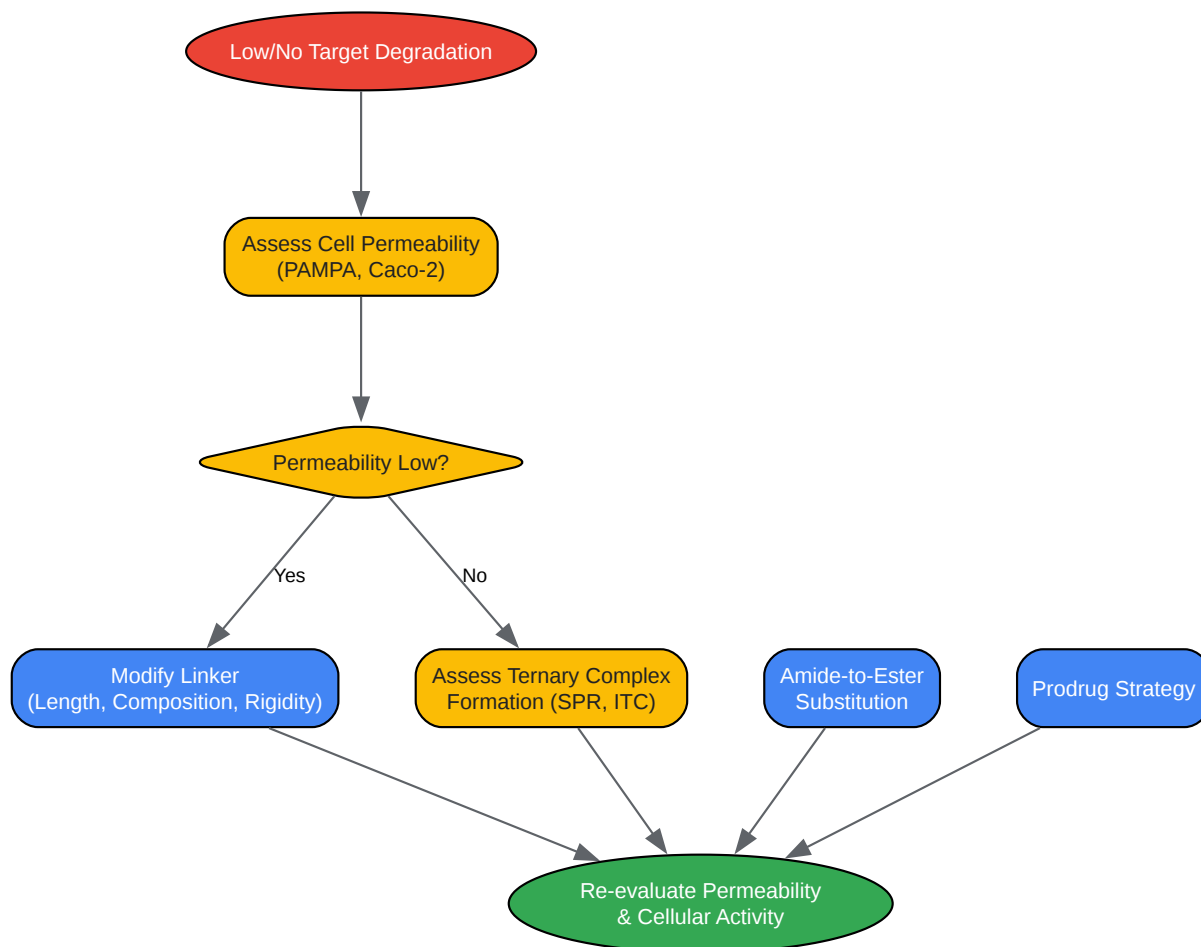 Low/No Target Degradation
Assess Cell Permeability
(PAMPA, Caco-2)
Permeability Low?
Yes
No
Modify Linker
(Length, Composition, Rigidity)
Assess Ternary Complex
Formation (SPR, ITC)
Amide-to-Ester
Substitution
Prodrug Strategy
Re-evaluate Permeability
& Cellular Activity